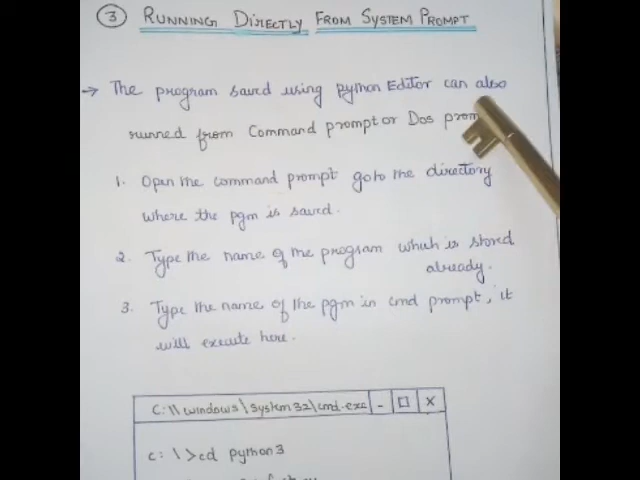 3 RUNNING DIRECTLY FROM SYSTEM PROMPT
→ The program saved using Python Editor can also
runned from Command prompt or Dos prom
1. Open the command prompt go to the directory
where the pgm is saved.
2. Type the name of the program which is stored
already.
3. Type the name of the pgm in cmd prompt, it
will execute here.
C:\\windows\system32\cmd.exe - □ X
c:\>cd python3